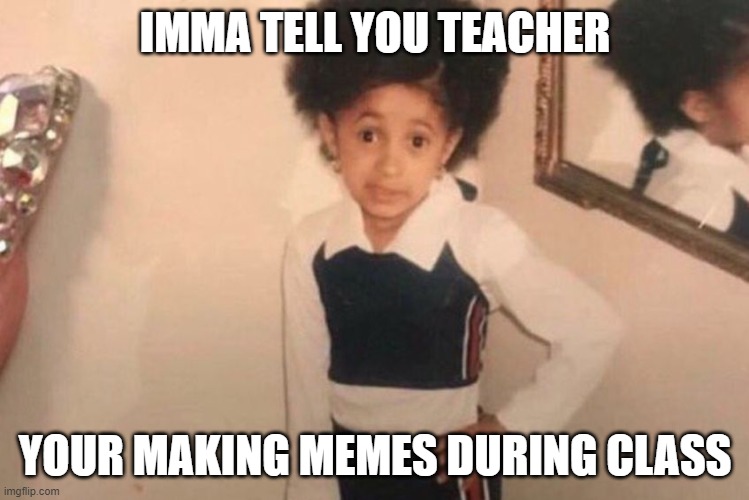 IMMA TELL YOU TEACHER
YOUR MAKING MEMES DURING CLASS
imgflip.com